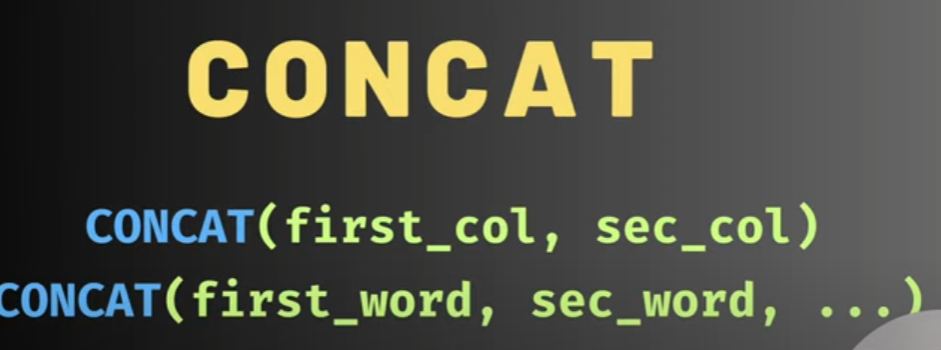 CONCAT
CONCAT(first_col, sec_col)
CONCAT(first_word, sec_word, ...)